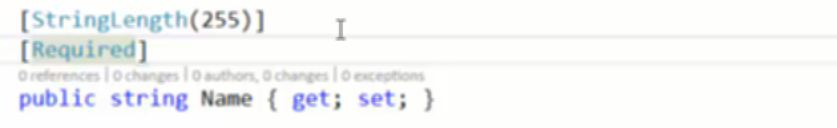 [StringLength(255)]
[Required]
0 references | 0 changes | 0 authors, 0 changes | 0 exceptions
public string Name { get; set; }